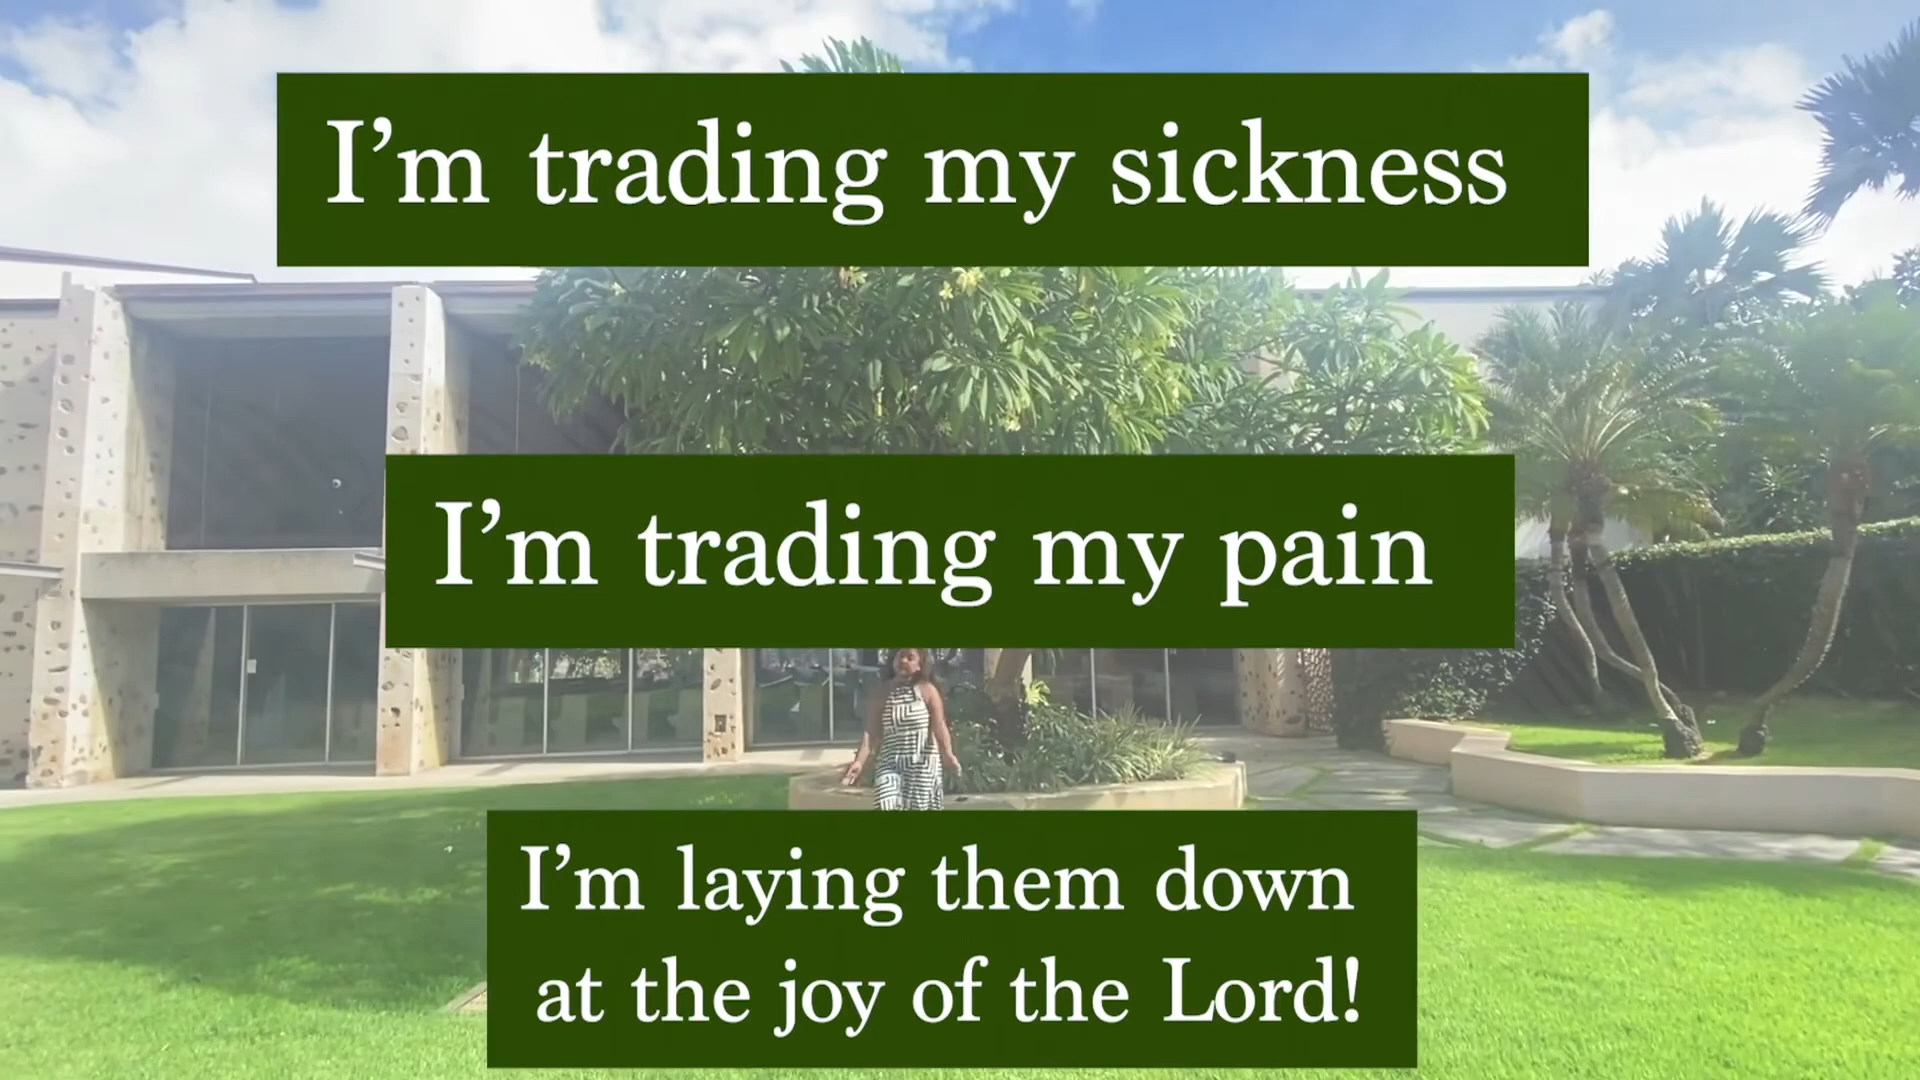 I’m trading my sickness
I’m trading my pain
I’m laying them down
at the joy of the Lord!